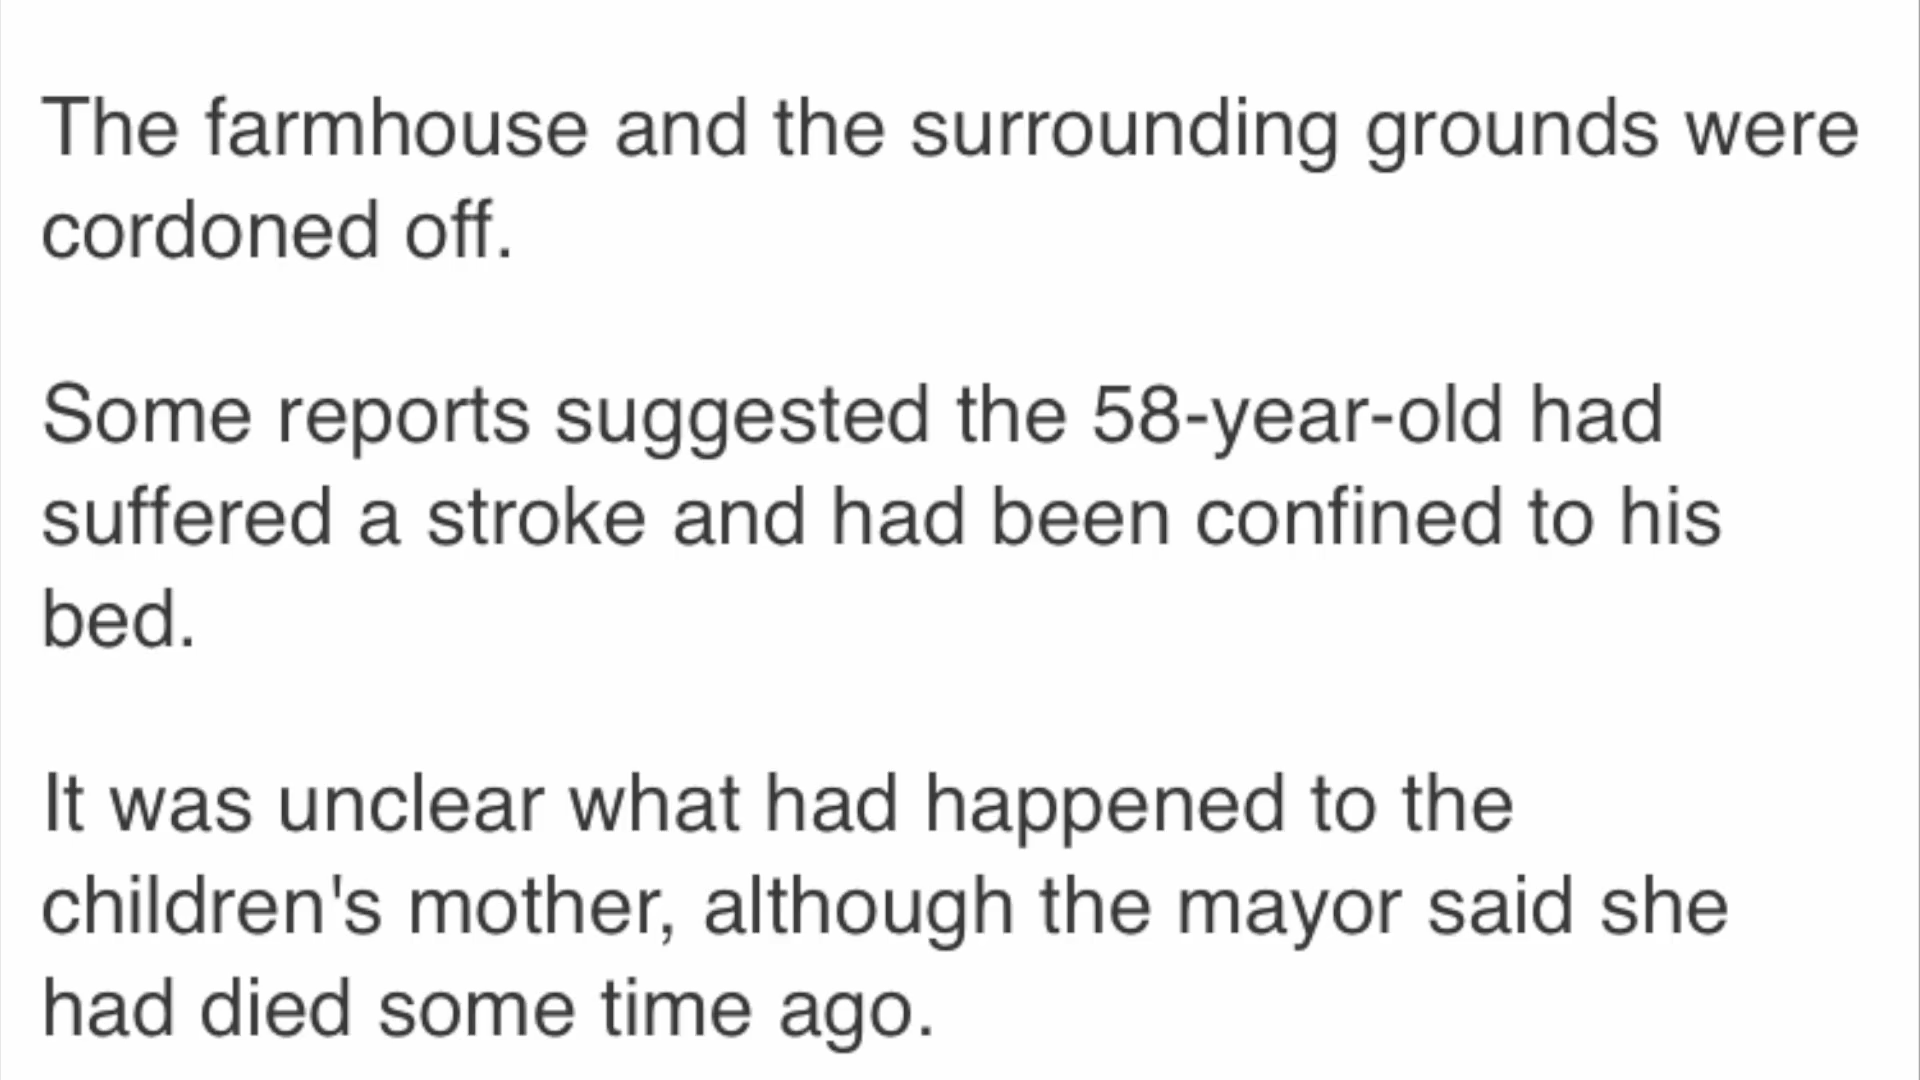 The farmhouse and the surrounding grounds were
cordoned off.
Some reports suggested the 58-year-old had
suffered a stroke and had been confined to his
bed.
It was unclear what had happened to the
children's mother, although the mayor said she
had died some time ago.